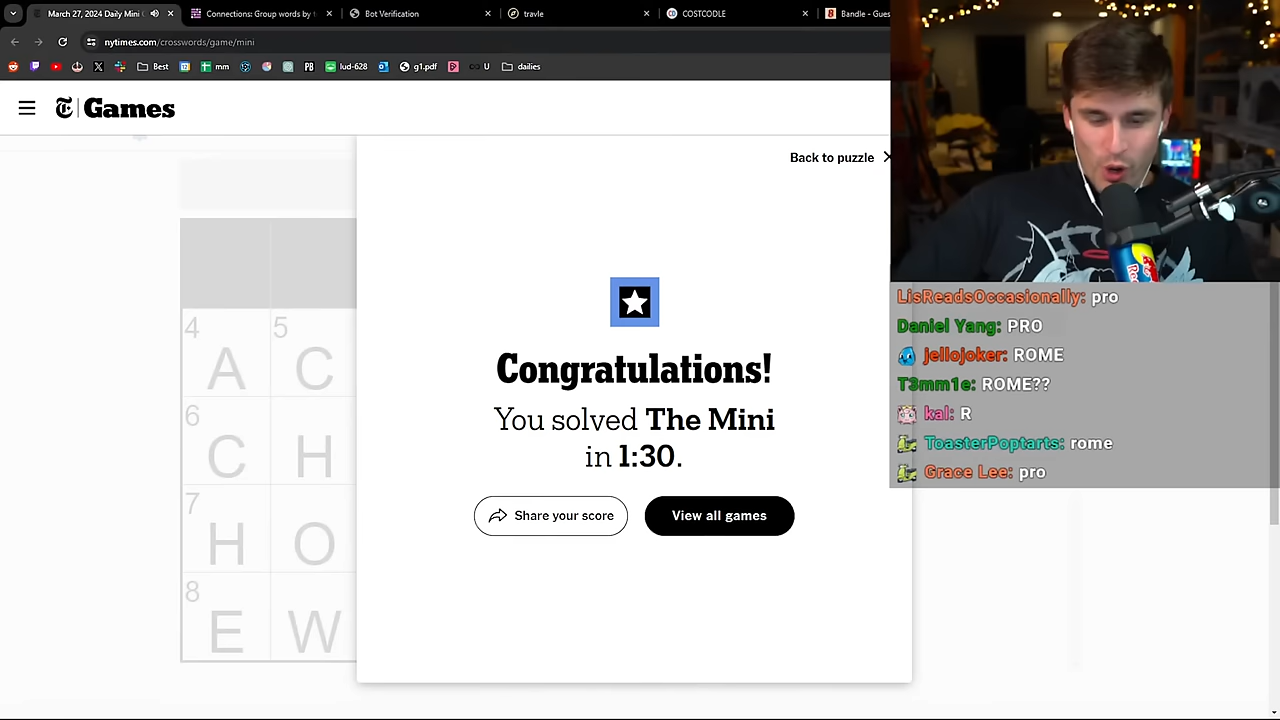 March 27, 2024 Daily Mini
Connections: Group words by
Bot Verification
travle
COSTCODLE
Bandle - Gues
nytimes.com/crosswords/game/mini
Best
mm
lud-628
g1.pdf
U
dailies
Games
Back to puzzle
4 5
A C
6
C H
7
H O
8
E W
Congratulations!
You solved The Mini
in 1:30.
Share your score
View all games
LisReadsOccasionally: pro
Daniel Yang: PRO
jellojoker: ROME
T3mm1e: ROME??
kal: R
ToasterPoptarts: rome
Grace Lee: pro